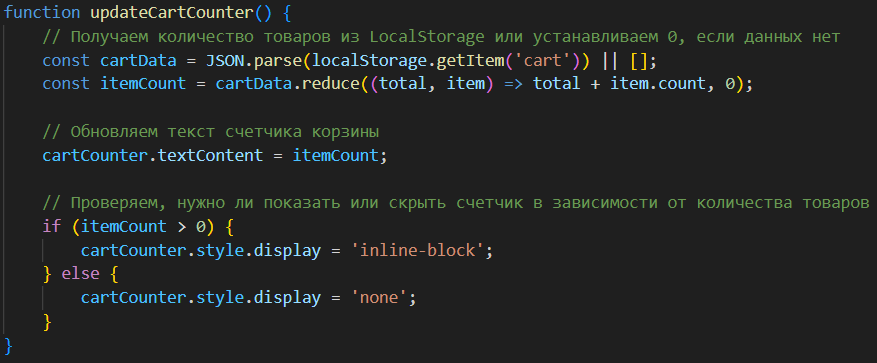 function updateCartCounter() {
    // Получаем количество товаров из LocalStorage или устанавливаем 0, если данных нет
    const cartData = JSON.parse(localStorage.getItem('cart')) || [];
    const itemCount = cartData.reduce((total, item) => total + item.count, 0);

    // Обновляем текст счетчика корзины
    cartCounter.textContent = itemCount;

    // Проверяем, нужно ли показать или скрыть счетчик в зависимости от количества товаров
    if (itemCount > 0) {
        cartCounter.style.display = 'inline-block';
    } else {
        cartCounter.style.display = 'none';
    }
}